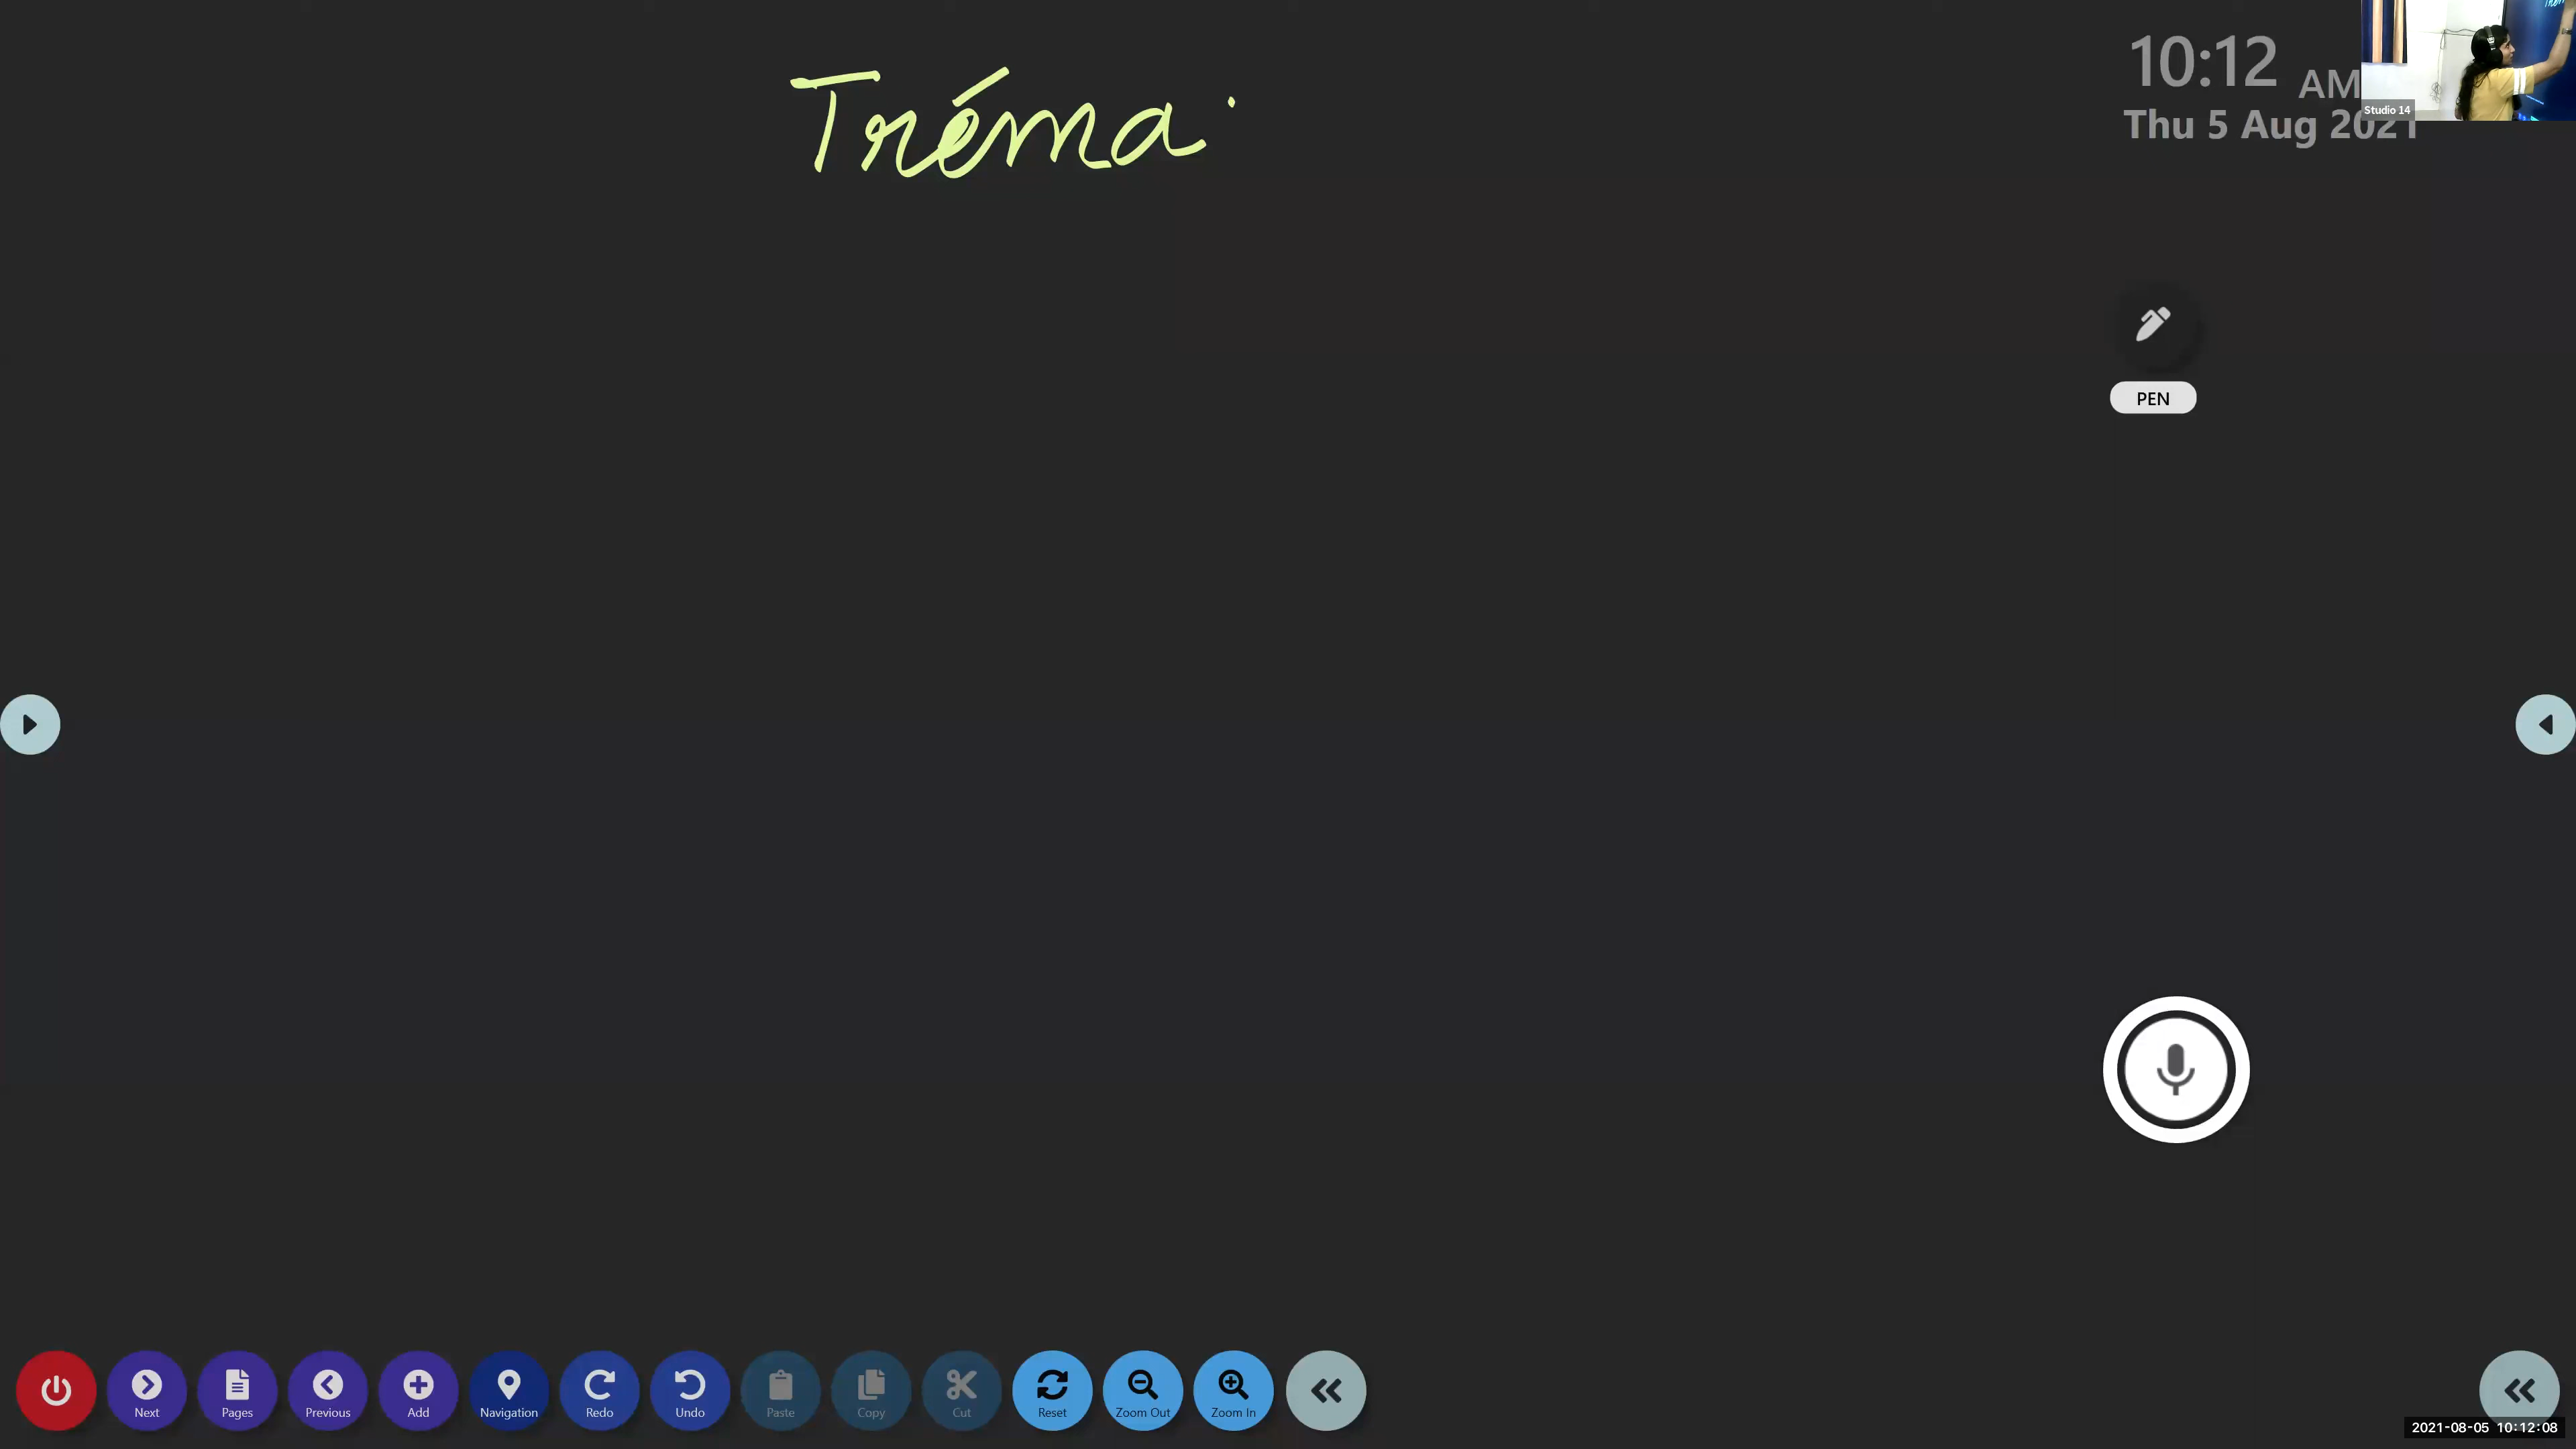 Tréma.
10:12 AM
Studio 14
Thu 5 Aug 2021
PEN
Next
Pages
Previous
Add
Navigation
Redo
Undo
Paste
Copy
Cut
Reset
Zoom Out
Zoom In
2021-08-05 10:12:08